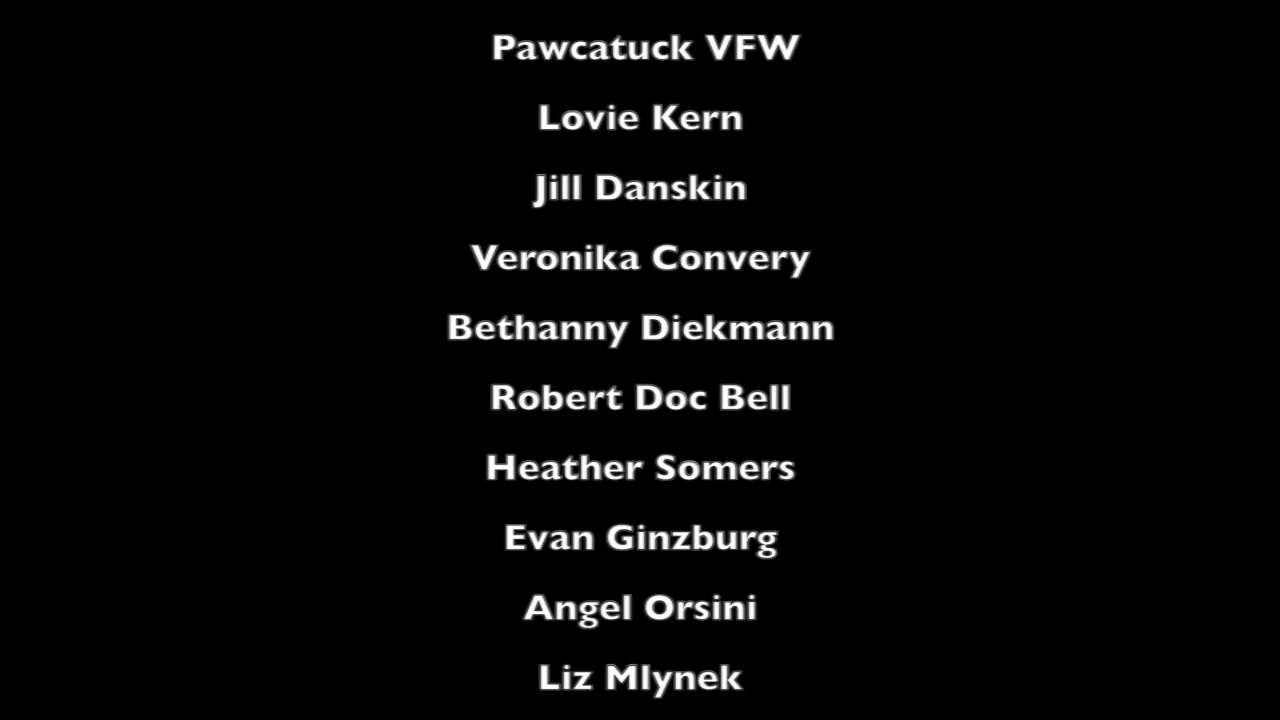 Pawcatuck VFW
Lovie Kern
Jill Danskin
Veronika Convery
Bethanny Diekmann
Robert Doc Bell
Heather Somers
Evan Ginzburg
Angel Orsini
Liz Mlynek